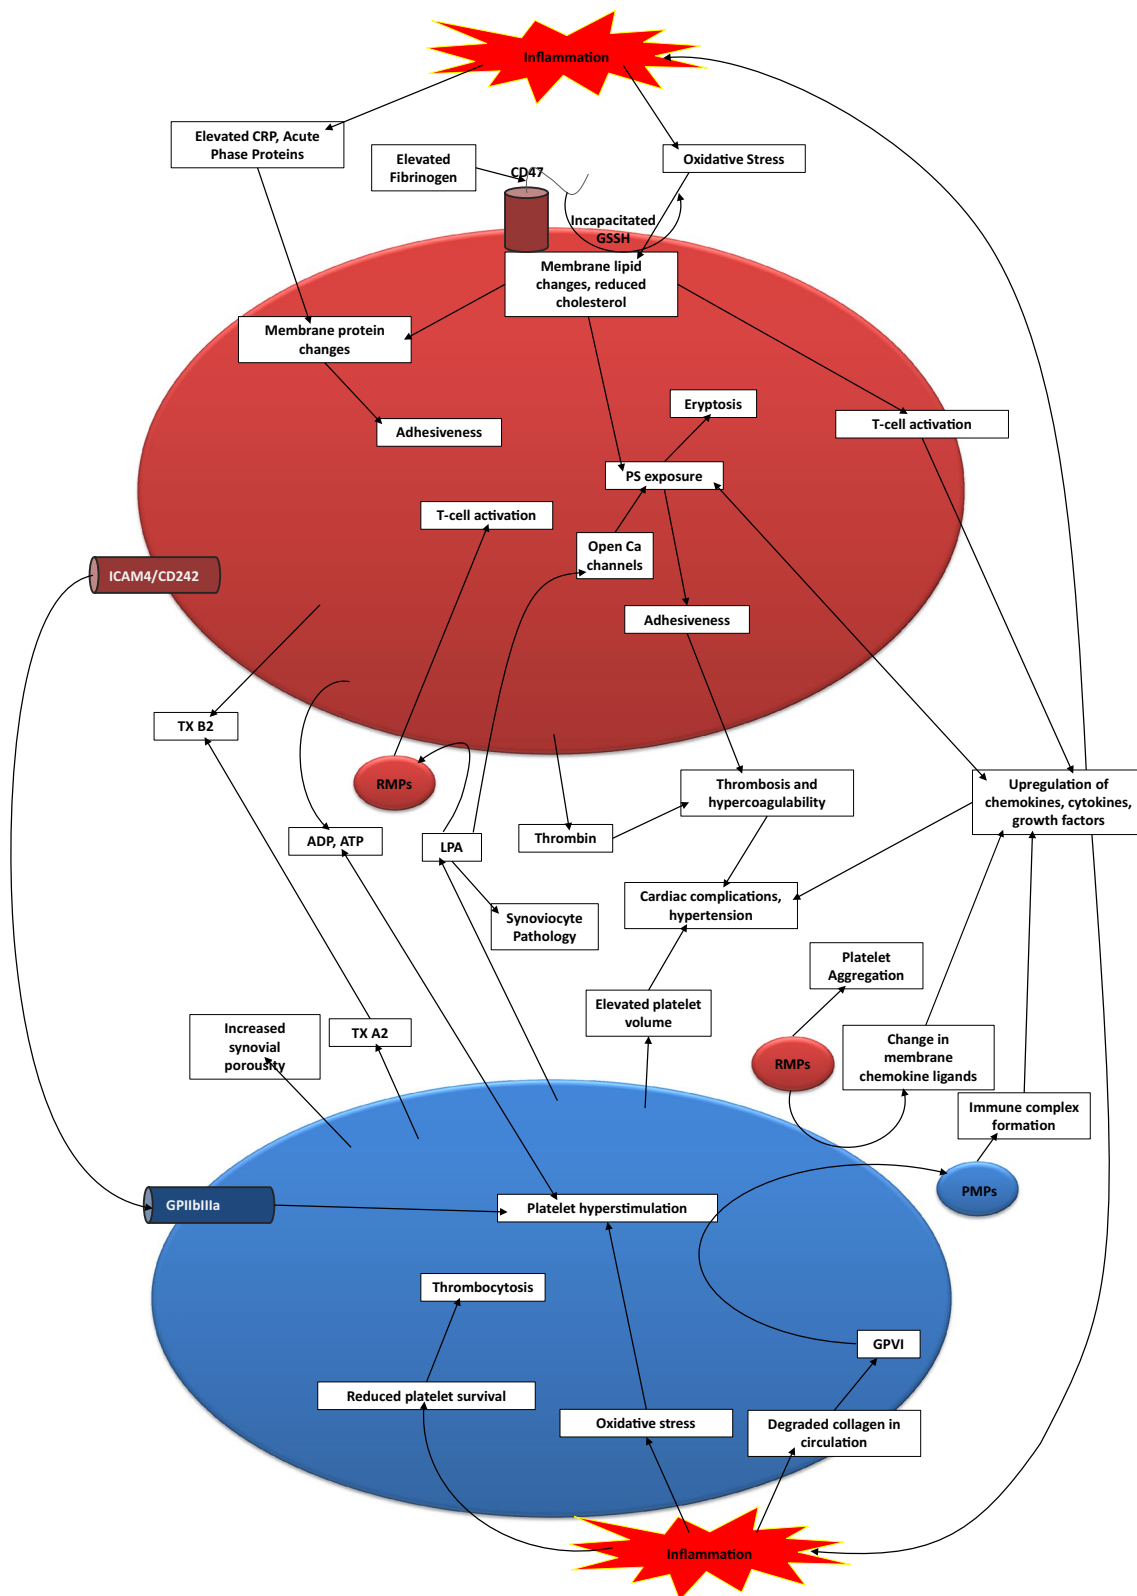 Inflammation
Elevated CRP, Acute
Phase Proteins
Elevated
Fibrinogen
CD47
Oxidative Stress
Incapacitated
GSSH
Membrane lipid
changes, reduced
cholesterol
Membrane protein
changes
Eryptosis
Adhesiveness
T-cell activation
PS exposure
T-cell activation
Open Ca
channels
ICAM4/CD242
Adhesiveness
TX B2
RMPs
Thrombosis and
hypercoagulability
Upregulation of
chemokines, cytokines,
growth factors
ADP, ATP
LPA
Thrombin
Cardiac complications,
hypertension
Synoviocyte
Pathology
Platelet
Aggregation
Elevated platelet
volume
Increased
synovial
porousity
TX A2
RMPs
Change in
membrane
chemokine ligands
Immune complex
formation
PMPs
GPIIbIIIa
Platelet hyperstimulation
Thrombocytosis
GPVI
Reduced platelet survival
Oxidative stress
Degraded collagen in
circulation
Inflammation